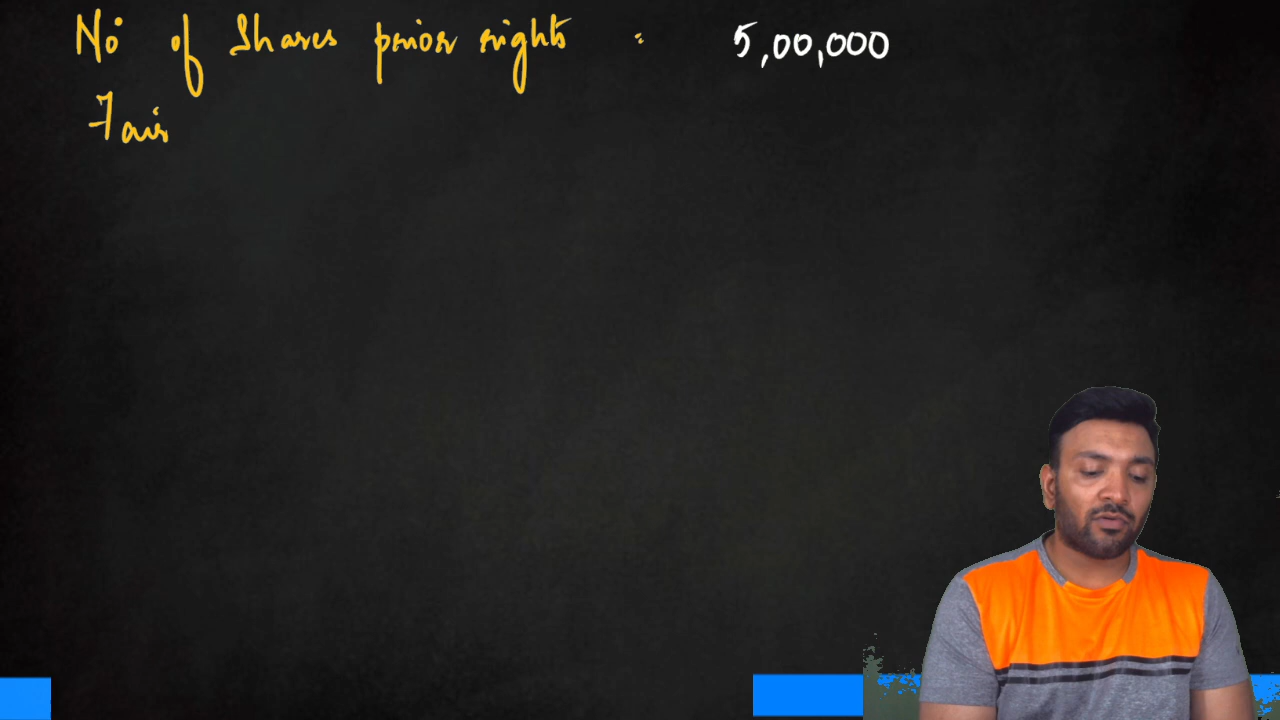 No of Shares prior rights = 5,00,000
Fair